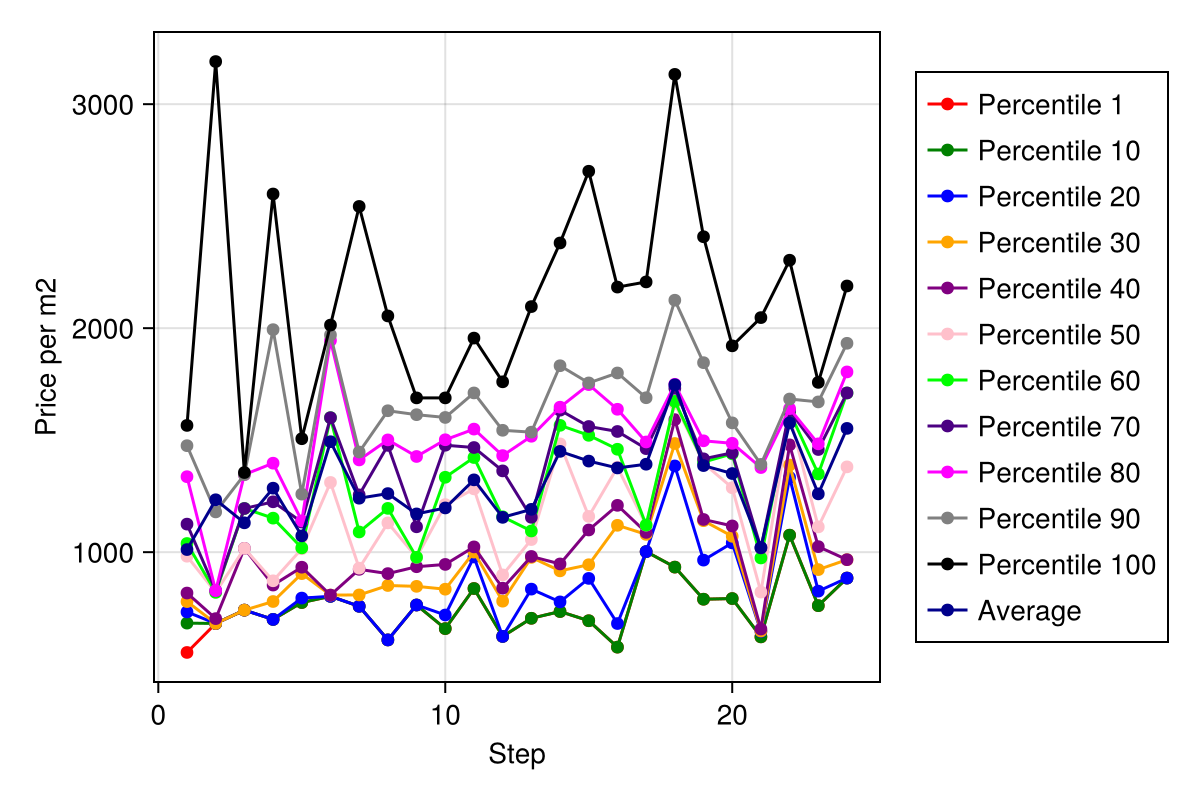 3000
2000
1000
Price per m2
0
10
20
Step
Percentile 1
Percentile 10
Percentile 20
Percentile 30
Percentile 40
Percentile 50
Percentile 60
Percentile 70
Percentile 80
Percentile 90
Percentile 100
Average